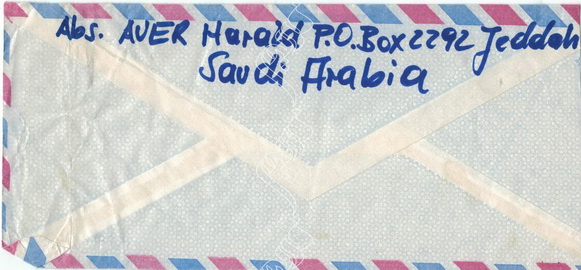 Abs. AUER Harald P.O.Box 2292 Jeddah
Saudi Arabia